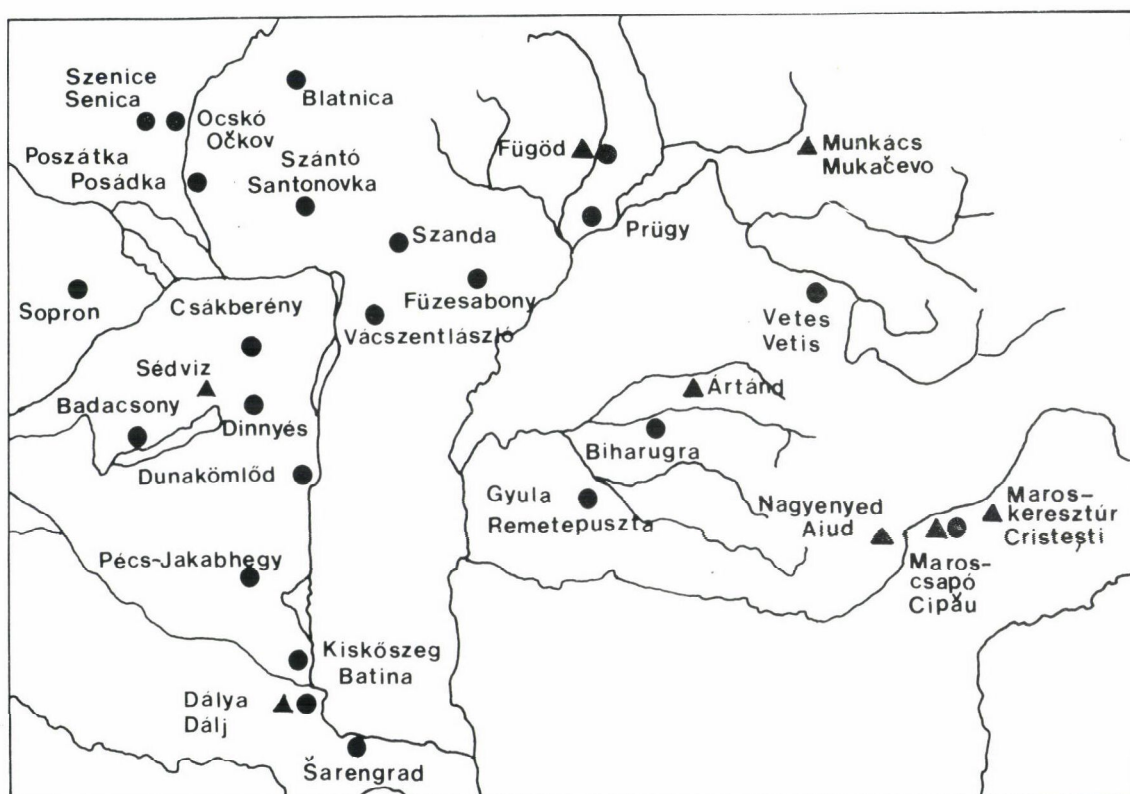 Szenice
Senica
Blatnica
Ocskó
Očkov
Poszátka
Posádka
Szántó
Santonovka
Fügöd
Munkács
Mukačevo
Szanda
Prügy
Sopron
Csákberény
Füzesabony
Vácszentlászló
Vetes
Vetis
Sédviz
Badacsony
Dinnyés
Ártánd
Biharugra
Dunakömlőd
Gyula
Remetepuszta
Nagyenyed
Aiud
Maros-
keresztúr
Cristesti
Maros-
csapó
Cipău
Pécs-Jakabhegy
Kiskőszeg
Batina
Dálya
Dálj
Šarengrad